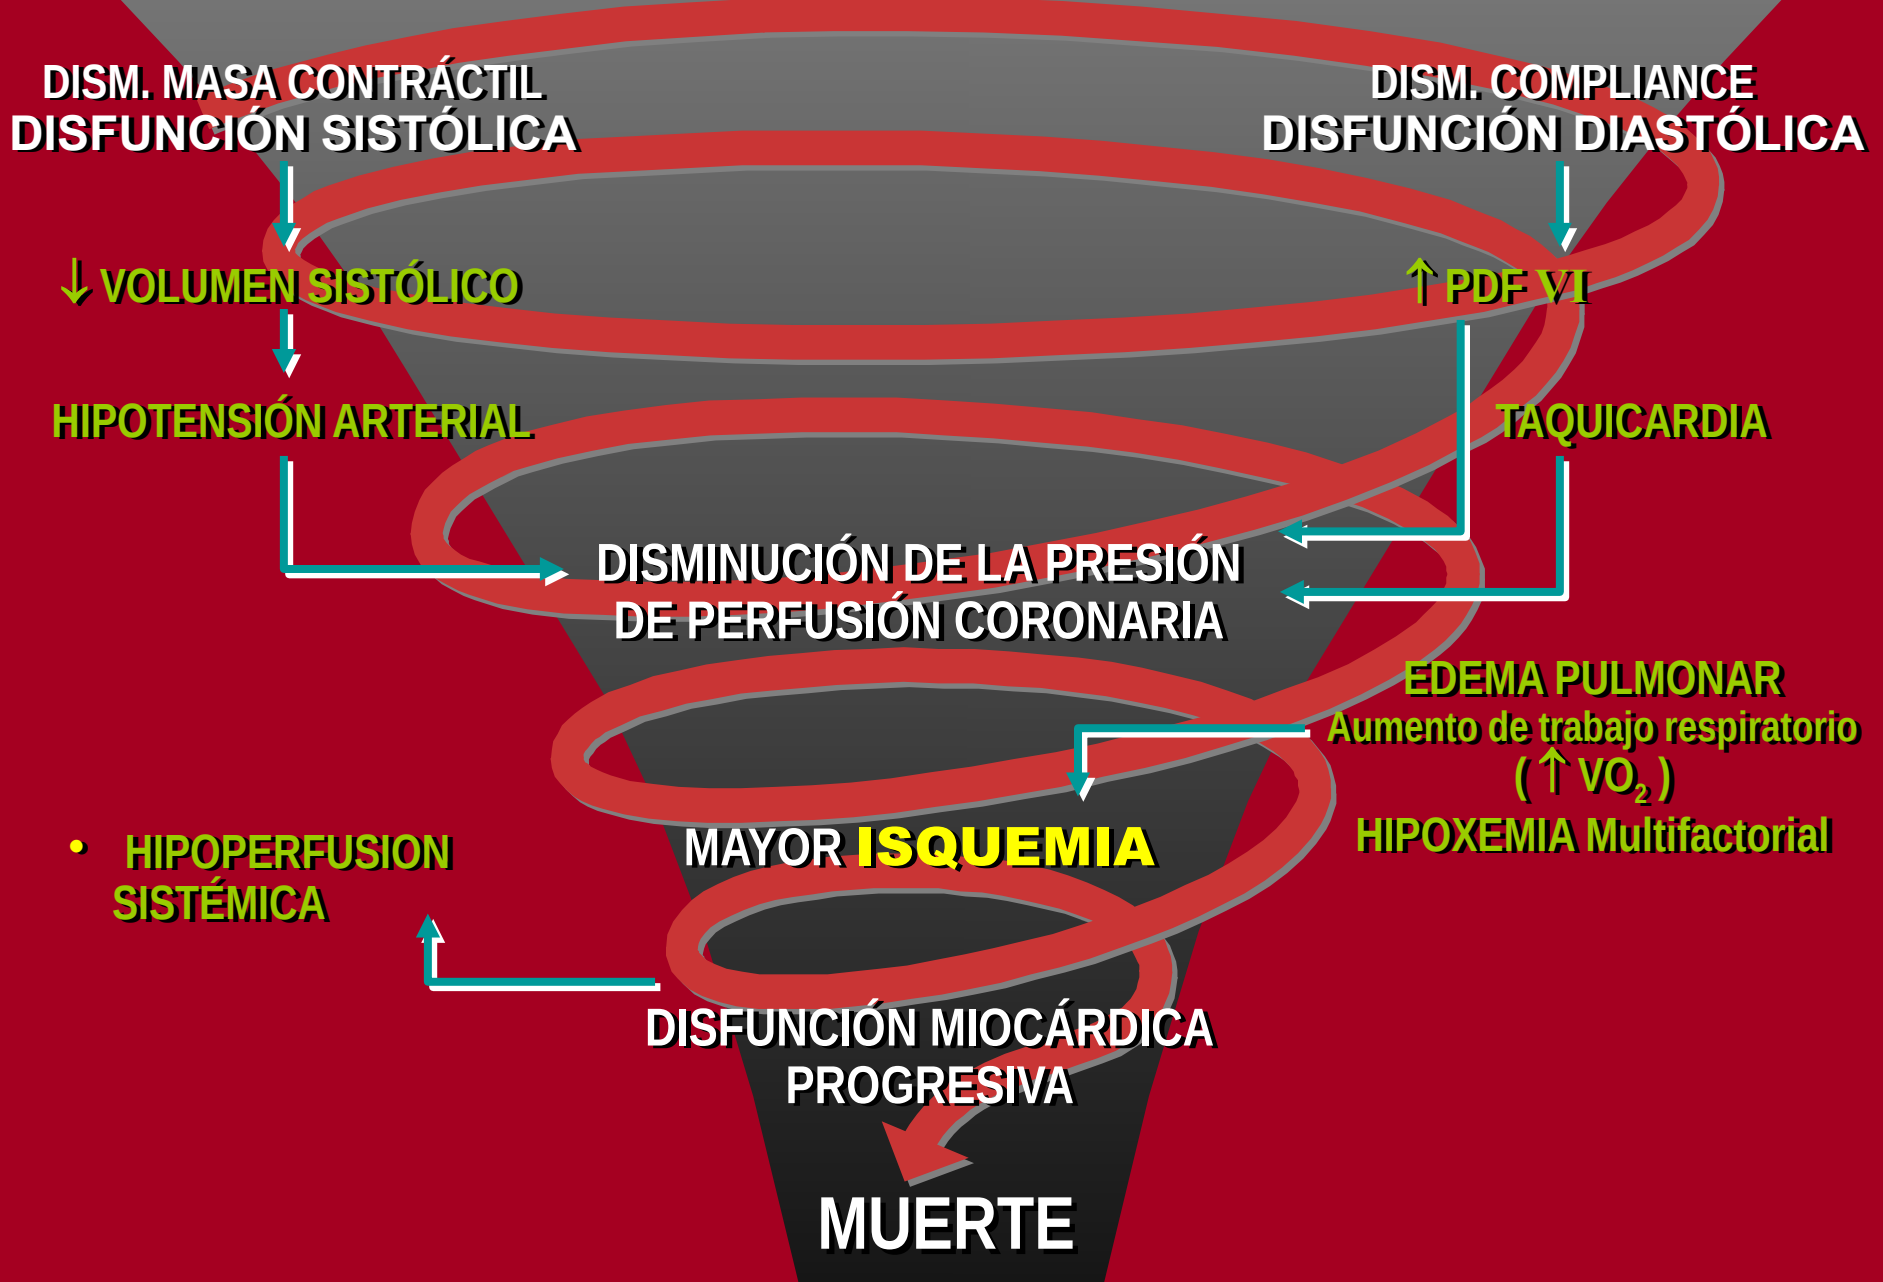 DISM. MASA CONTRÁCTIL
DISFUNCIÓN SISTÓLICA
DISM. COMPLIANCE
DISFUNCIÓN DIASTÓLICA
↓ VOLUMEN SISTÓLICO
↑ PDF VI
HIPOTENSIÓN ARTERIAL
TAQUICARDIA
DISMINUCIÓN DE LA PRESIÓN
DE PERFUSIÓN CORONARIA
EDEMA PULMONAR
Aumento de trabajo respiratorio
( ↑ VO₂ )
HIPOXEMIA Multifactorial
MAYOR ISQUEMIA
• HIPOPERFUSION
SISTÉMICA
DISFUNCIÓN MIOCÁRDICA
PROGRESIVA
MUERTE